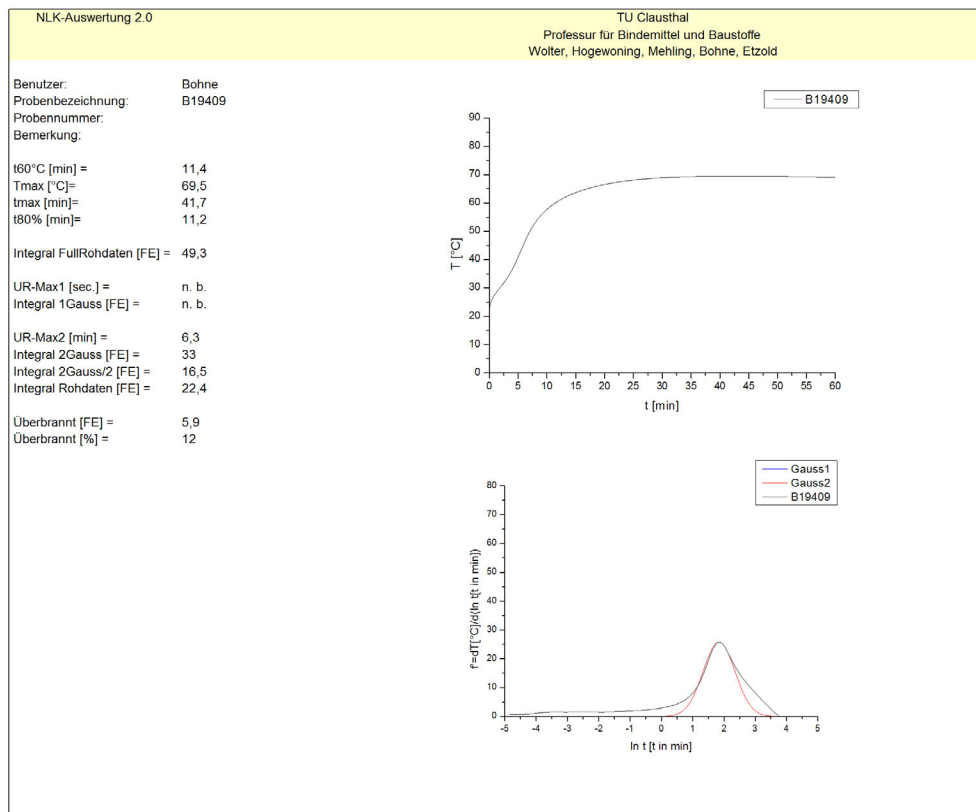 NLK-Auswertung 2.0
TU Clausthal
Professur für Bindemittel und Baustoffe
Wolter, Hogewoning, Mehling, Bohne, Etzold
Benutzer: Bohne
Probenbezeichnung: B19409
Probennummer:
Bemerkung:
t60°C [min] = 11,4
Tmax [°C]= 69,5
tmax [min]= 41,7
t80% [min]= 11,2
Integral FullRohdaten [FE] = 49,3
UR-Max1 [sec.] = n. b.
Integral 1Gauss [FE] = n. b.
UR-Max2 [min] = 6,3
Integral 2Gauss [FE] = 33
Integral 2Gauss/2 [FE] = 16,5
Integral Rohdaten [FE] = 22,4
Überbrannt [FE] = 5,9
Überbrannt [%] = 12
B19409
90
80
70
60
50
40
30
20
10
0
T [°C]
0 5 10 15 20 25 30 35 40 45 50 55 60
t [min]
Gauss1
Gauss2
B19409
80
70
60
50
40
30
20
10
0
f'=dT[°C]/d(ln t[t in min])
-5 -4 -3 -2 -1 0 1 2 3 4 5
ln t [t in min]